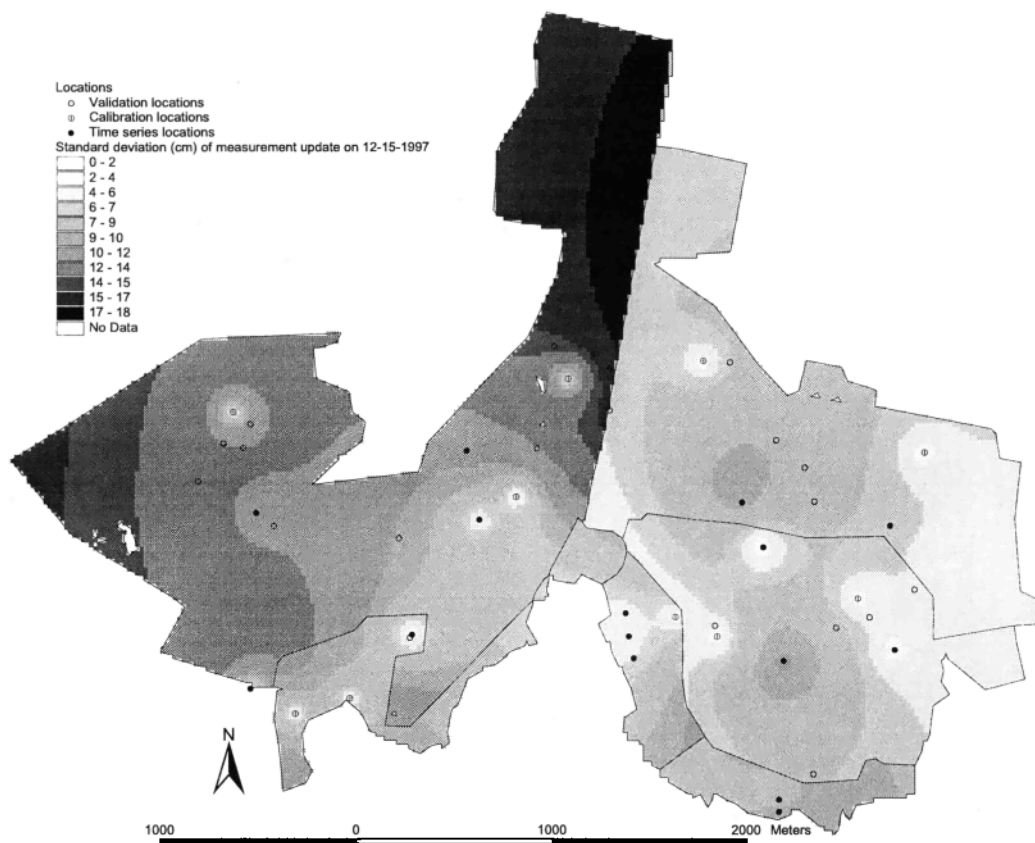 Locations
Validation locations
Calibration locations
Time series locations
Standard deviation (cm) of measurement update on 12-15-1997
0 - 2
2 - 4
4 - 6
6 - 7
7 - 9
9 - 10
10 - 12
12 - 14
14 - 15
15 - 17
17 - 18
No Data
N
1000 0 1000 2000 Meters